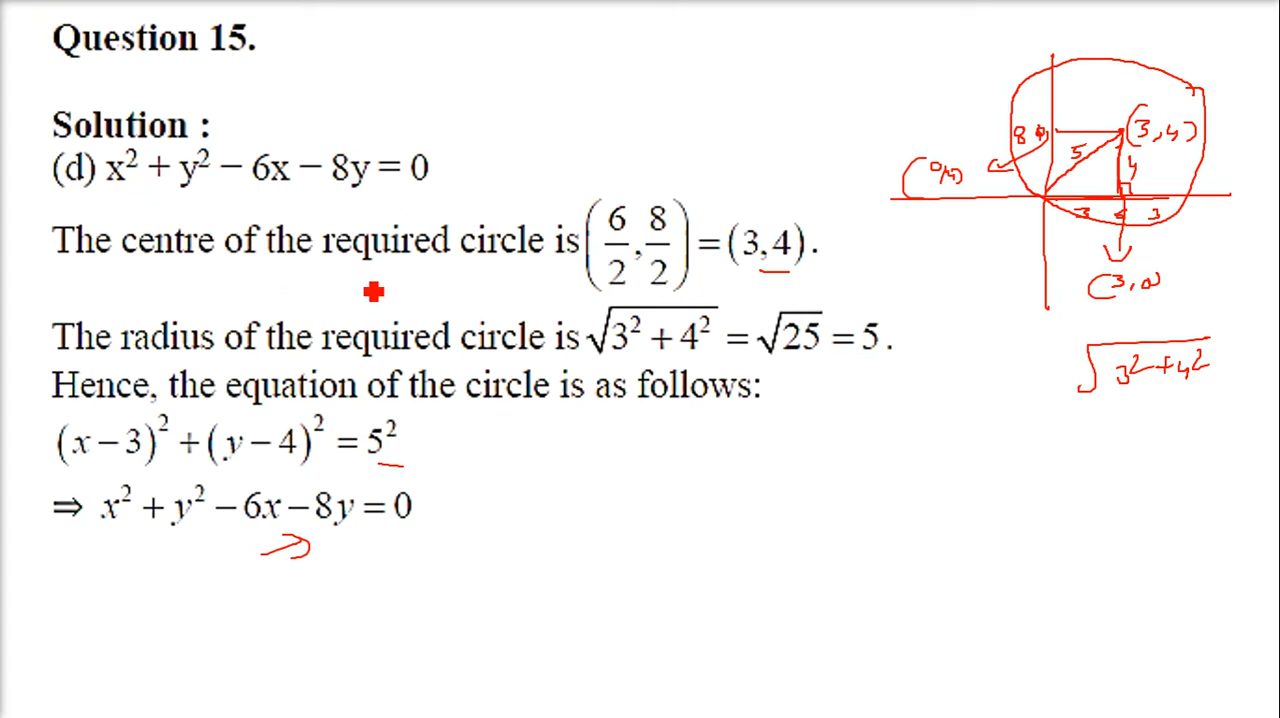 Question 15.
Solution :
(d) x² + y² − 6x − 8y = 0
The centre of the required circle is (6/2, 8/2) = (3,4).
The radius of the required circle is √(3² + 4²) = √25 = 5.
Hence, the equation of the circle is as follows:
(x − 3)² + (y − 4)² = 5²
⇒ x² + y² − 6x − 8y = 0
8
(3,4)
5
4
3
3
(3,0)
√3²+4²